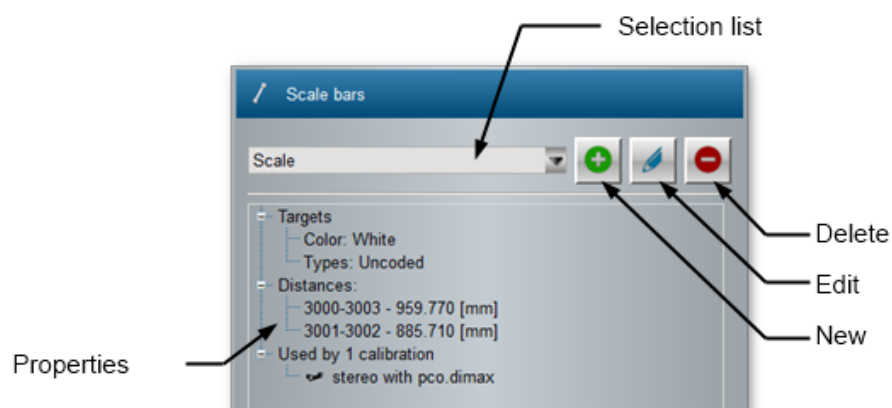 Selection list
Scale bars
Scale
Targets
Color: White
Types: Uncoded
Distances:
3000-3003 - 959.770 [mm]
3001-3002 - 885.710 [mm]
Used by 1 calibration
stereo with pco.dimax
Delete
Edit
New
Properties